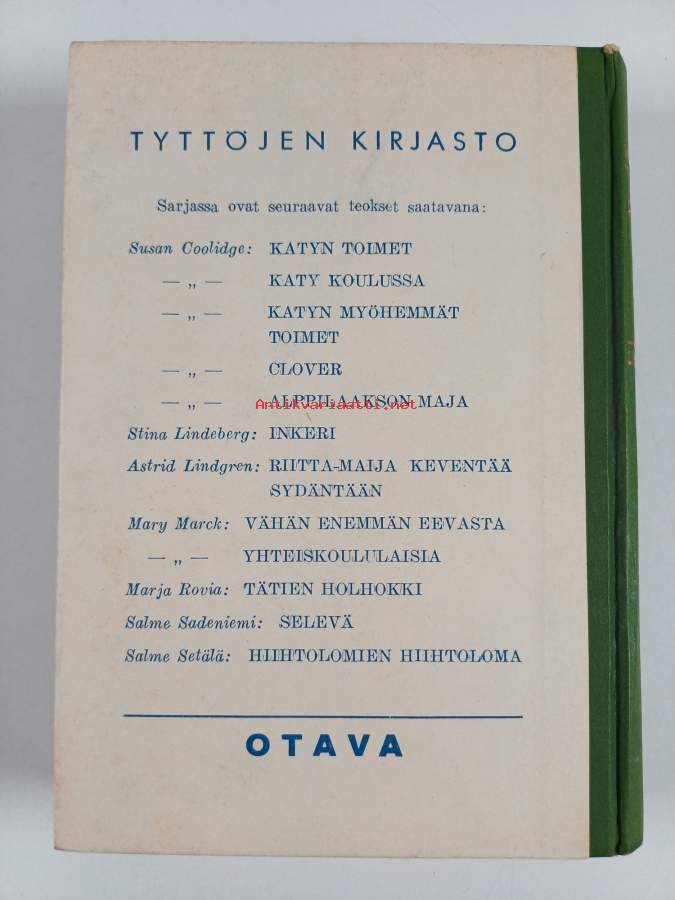 TYTTÖJEN KIRJASTO
Sarjassa ovat seuraavat teokset saatavana:
Susan Coolidge: KATYN TOIMET
— „ — KATY KOULUSSA
— „ — KATYN MYÖHEMMÄT
TOIMET
— „ — CLOVER
— „ — ALPPILAAKSON MAJA
Antikvariaatti.net
Stina Lindeberg: INKERI
Astrid Lindgren: RIITTA-MAIJA KEVENTÄÄ
SYDÄNTÄÄN
Mary Marck: VÄHÄN ENEMMÄN EEVASTA
— „ — YHTEISKOULULAISIA
Marja Rovia: TÄTIEN HOLHOKKI
Salme Sadeniemi: SELEVÄ
Salme Setälä: HIIHTOLOMIEN HIIHTOLOMA
OTAVA